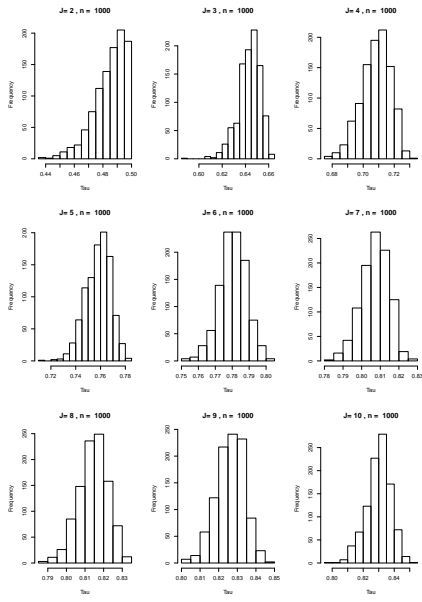 J= 2 , n = 1000
Frequency
0 50 100 150 200
0.44 0.46 0.48 0.50
Tau
J= 3 , n = 1000
Frequency
0 50 100 150 200
0.60 0.62 0.64 0.66
Tau
J= 4 , n = 1000
Frequency
0 50 100 150 200
0.68 0.70 0.72
Tau
J= 5 , n = 1000
Frequency
0 50 100 150 200
0.72 0.74 0.76 0.78
Tau
J= 6 , n = 1000
Frequency
0 50 100 150 200
0.75 0.76 0.77 0.78 0.79 0.80
Tau
J= 7 , n = 1000
Frequency
0 50 100 150 200 250
0.78 0.79 0.80 0.81 0.82 0.83
Tau
J= 8 , n = 1000
Frequency
0 50 100 150 200 250
0.79 0.80 0.81 0.82 0.83
Tau
J= 9 , n = 1000
Frequency
0 50 100 150 200 250
0.80 0.81 0.82 0.83 0.84 0.85
Tau
J= 10 , n = 1000
Frequency
0 50 100 150 200 250
0.80 0.82 0.84
Tau